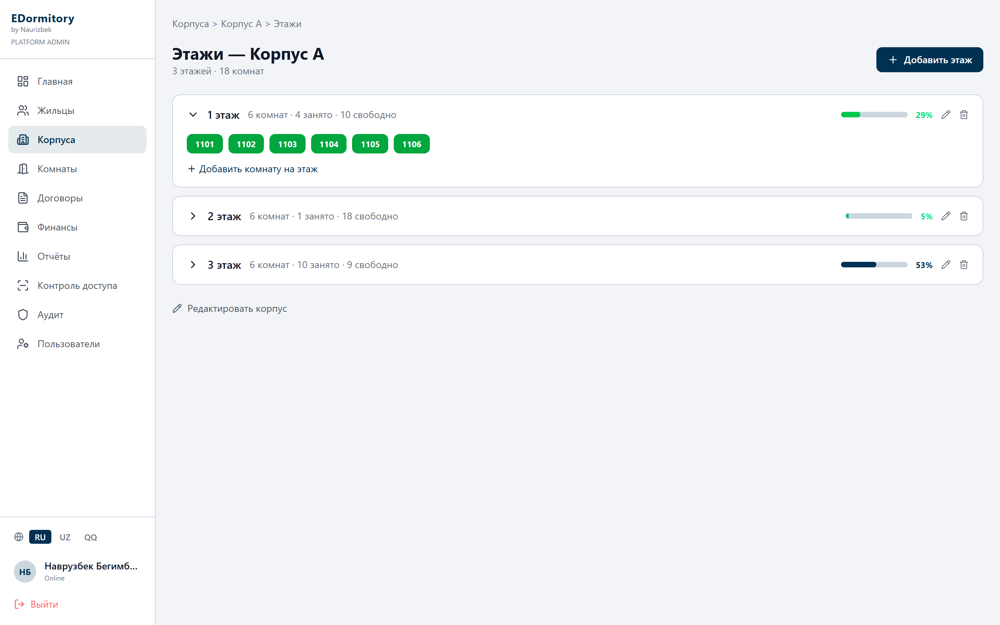 EDormitory
by Naurizbek
PLATFORM ADMIN
Главная
Жильцы
Корпуса
Комнаты
Договоры
Финансы
Отчёты
Контроль доступа
Аудит
Пользователи
RU UZ QQ
НБ
Наврузбек Бегимб...
Online
Выйти
Корпуса > Корпус А > Этажи
Этажи — Корпус А
3 этажей · 18 комнат
+ Добавить этаж
1 этаж 6 комнат · 4 занято · 10 свободно 29%
1101 1102 1103 1104 1105 1106
+ Добавить комнату на этаж
2 этаж 6 комнат · 1 занято · 18 свободно 5%
3 этаж 6 комнат · 10 занято · 9 свободно 53%
Редактировать корпус